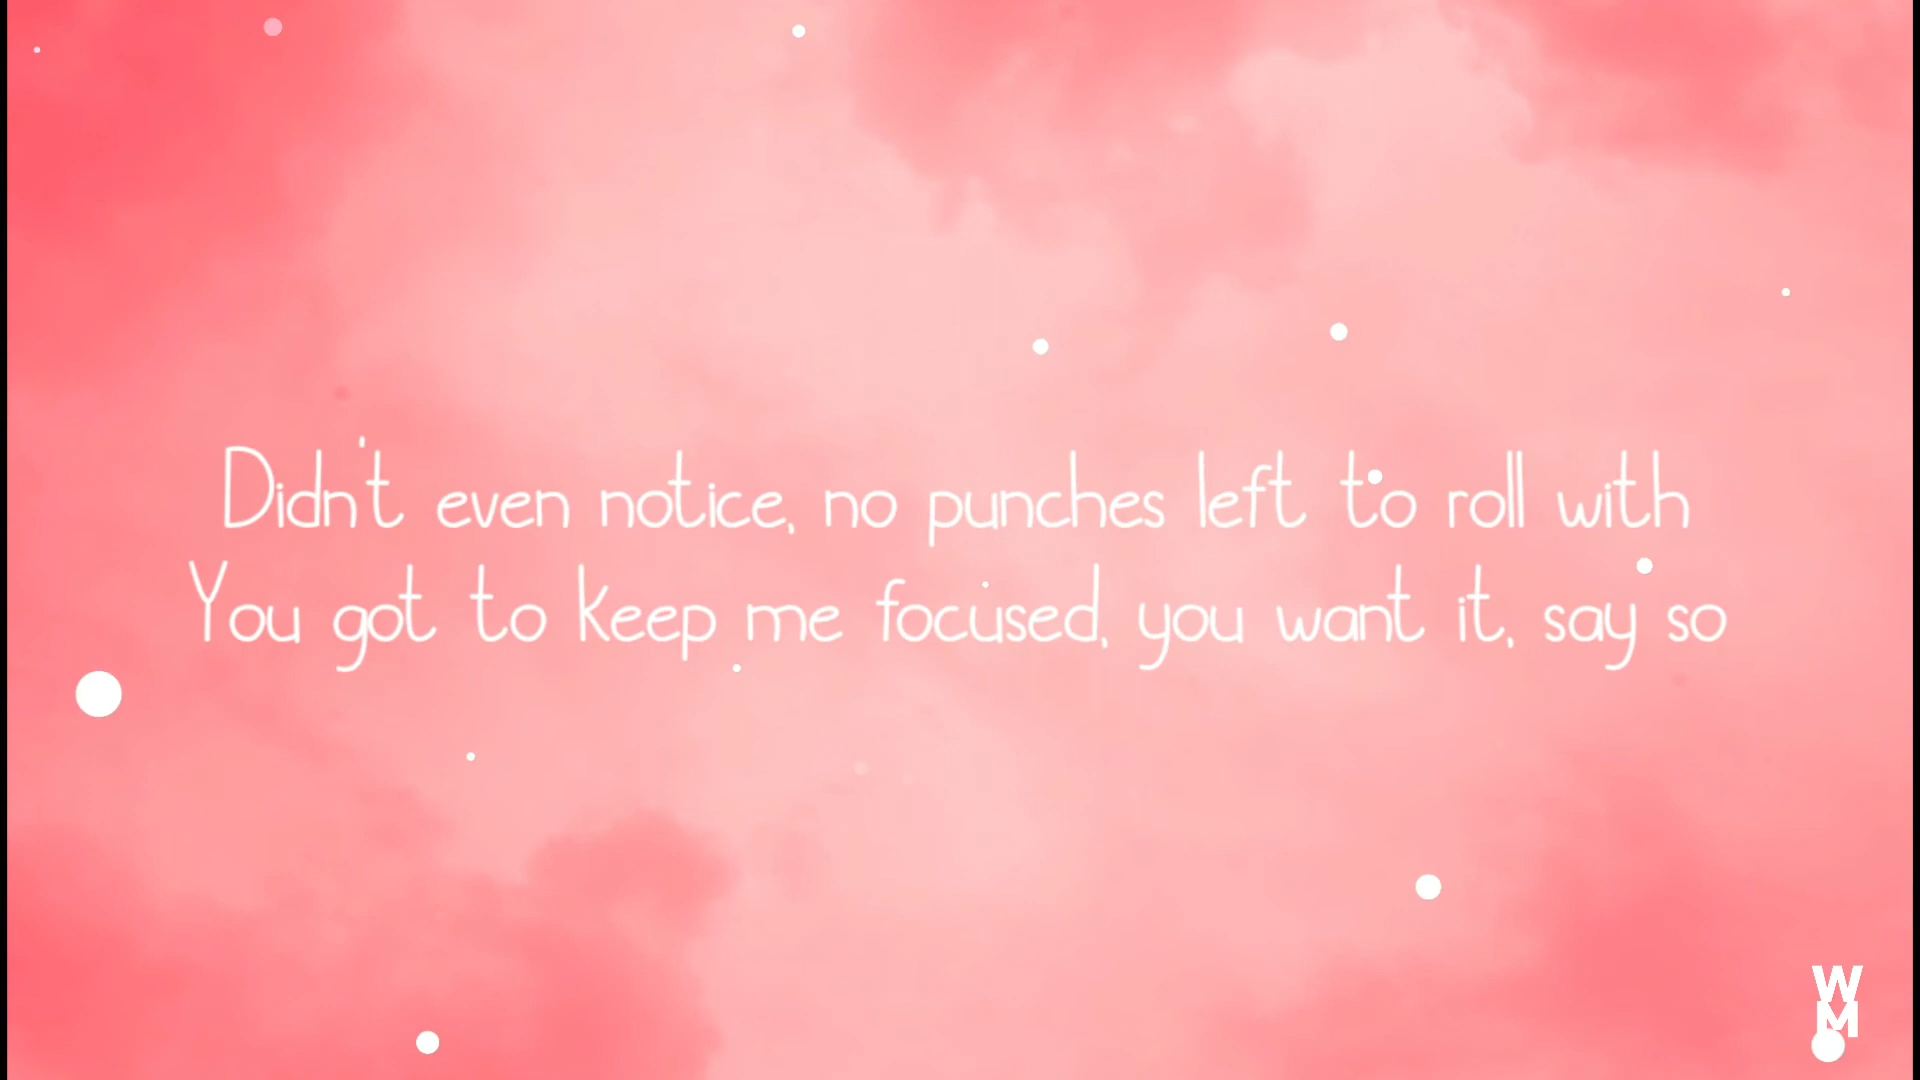 Didn't even notice, no punches left to roll with
You got to keep me focused, you want it, say so
W
M